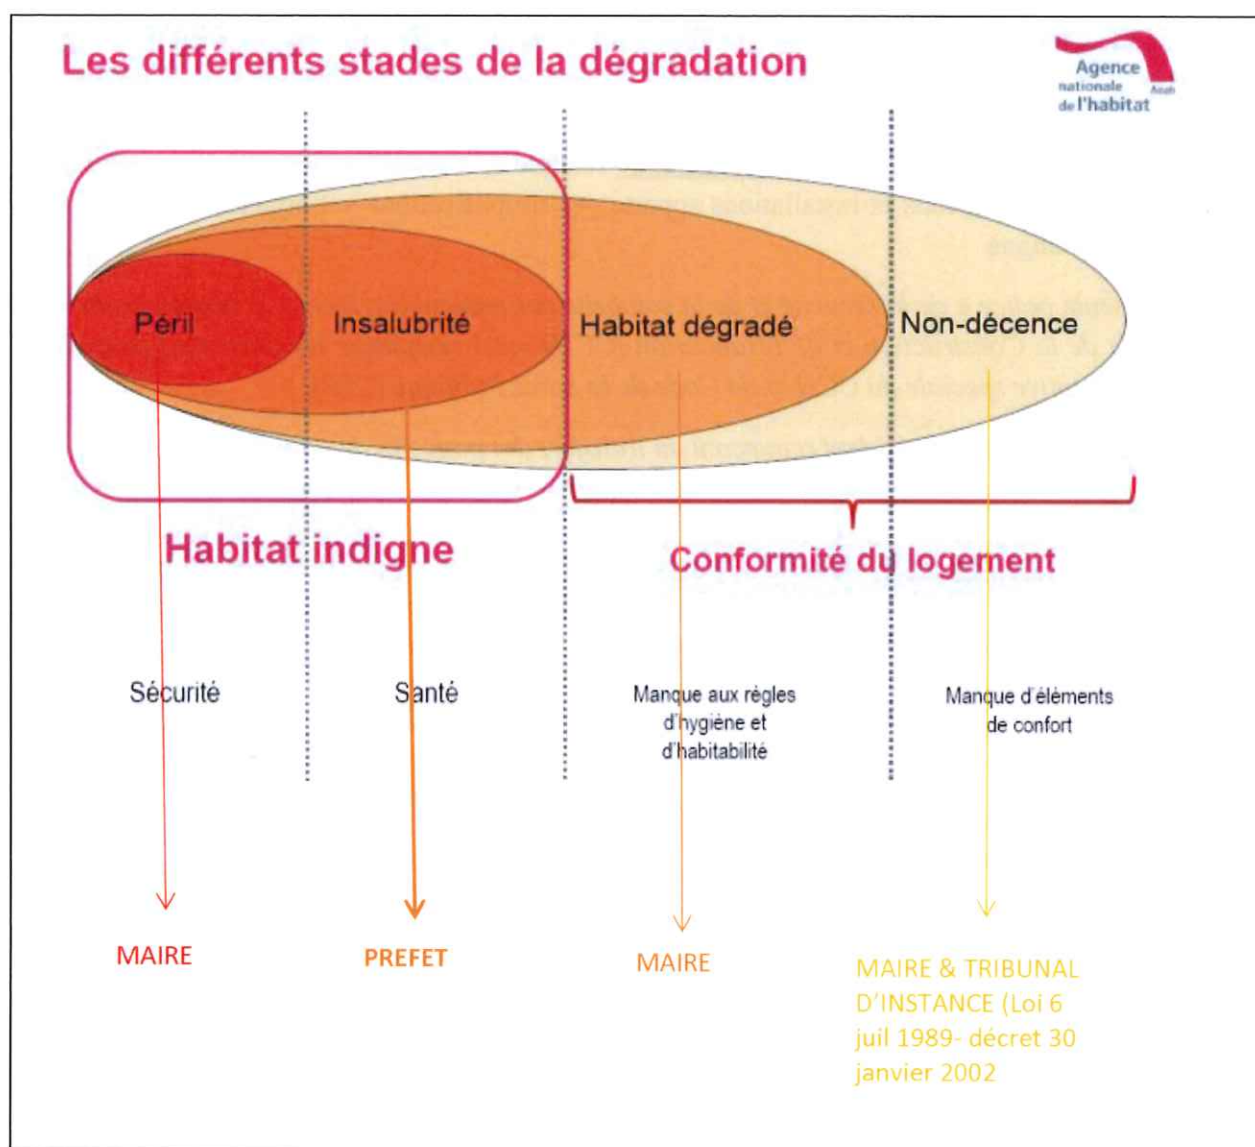 Les différents stades de la dégradation
Agence
nationale
de l'habitat
Anah
Péril
Insalubrité
Habitat dégradé
Non-décence
Habitat indigne
Conformité du logement
Sécurité
Santé
Manque aux règles
d'hygiène et
d'habitabilité
Manque d'éléments
de confort
MAIRE
PREFET
MAIRE
MAIRE & TRIBUNAL
D'INSTANCE (Loi 6
juil 1989- décret 30
janvier 2002